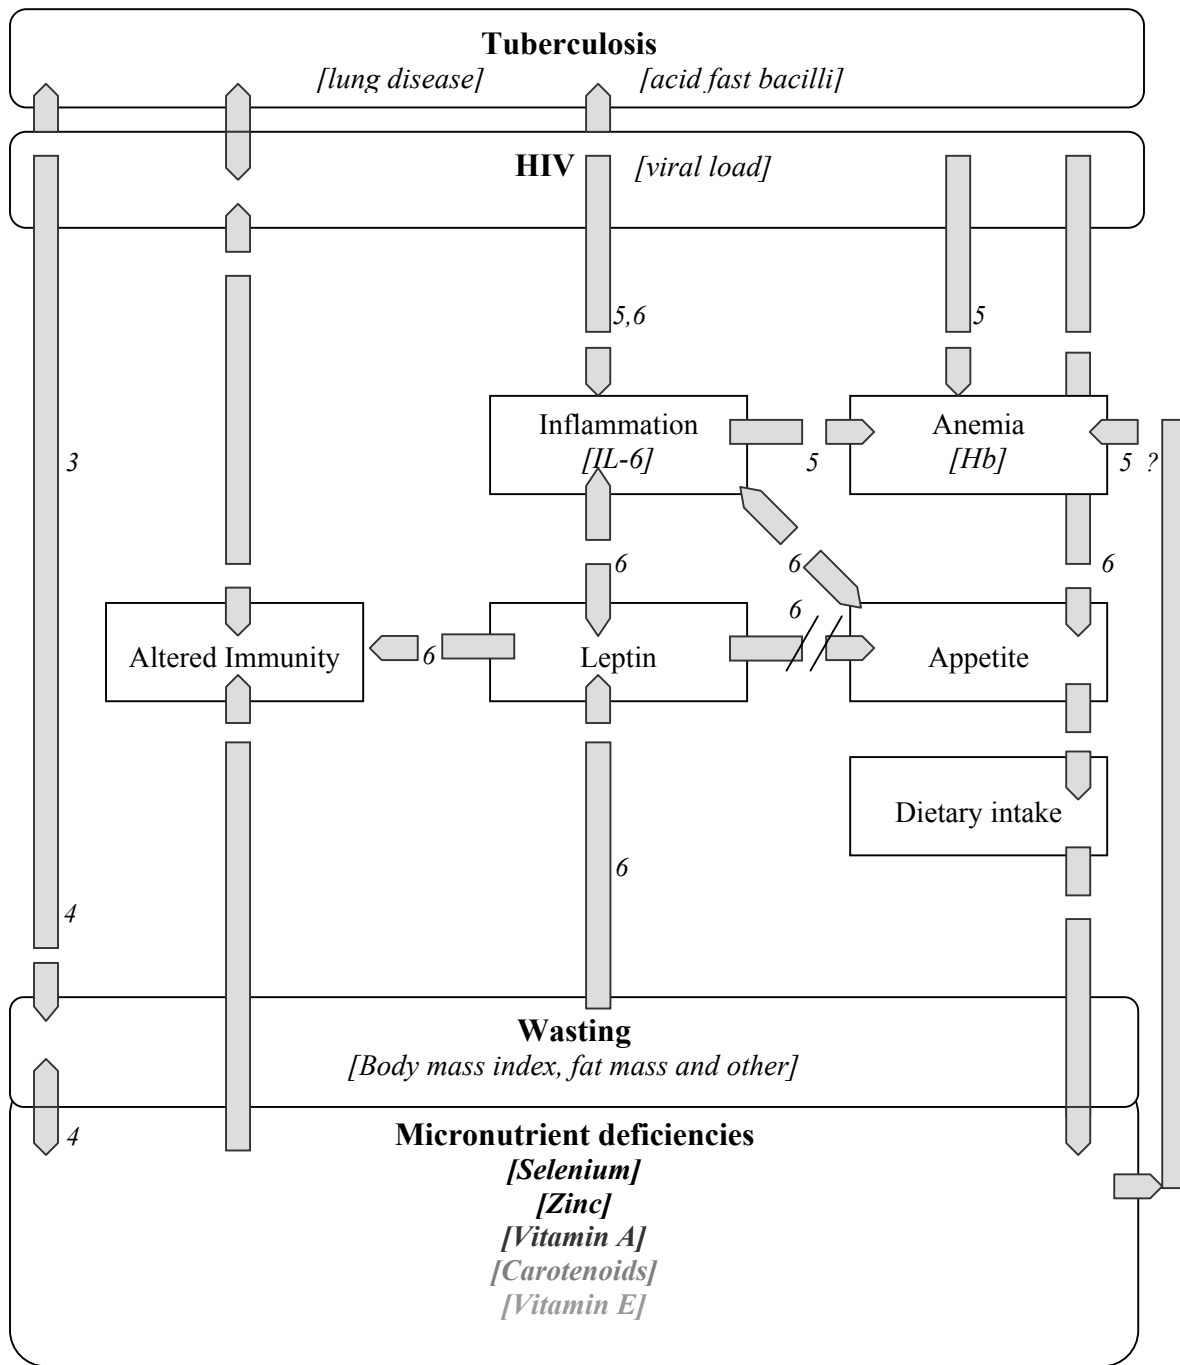 Tuberculosis
[lung disease] [acid fast bacilli]
HIV [viral load]
5,6 5
Inflammation Anemia
[IL-6] [Hb]
3 5 5 ?
6 6 6
6
Altered Immunity 6 Leptin Appetite
Dietary intake
6
4
Wasting
[Body mass index, fat mass and other]
4 Micronutrient deficiencies
[Selenium]
[Zinc]
[Vitamin A]
[Carotenoids]
[Vitamin E]